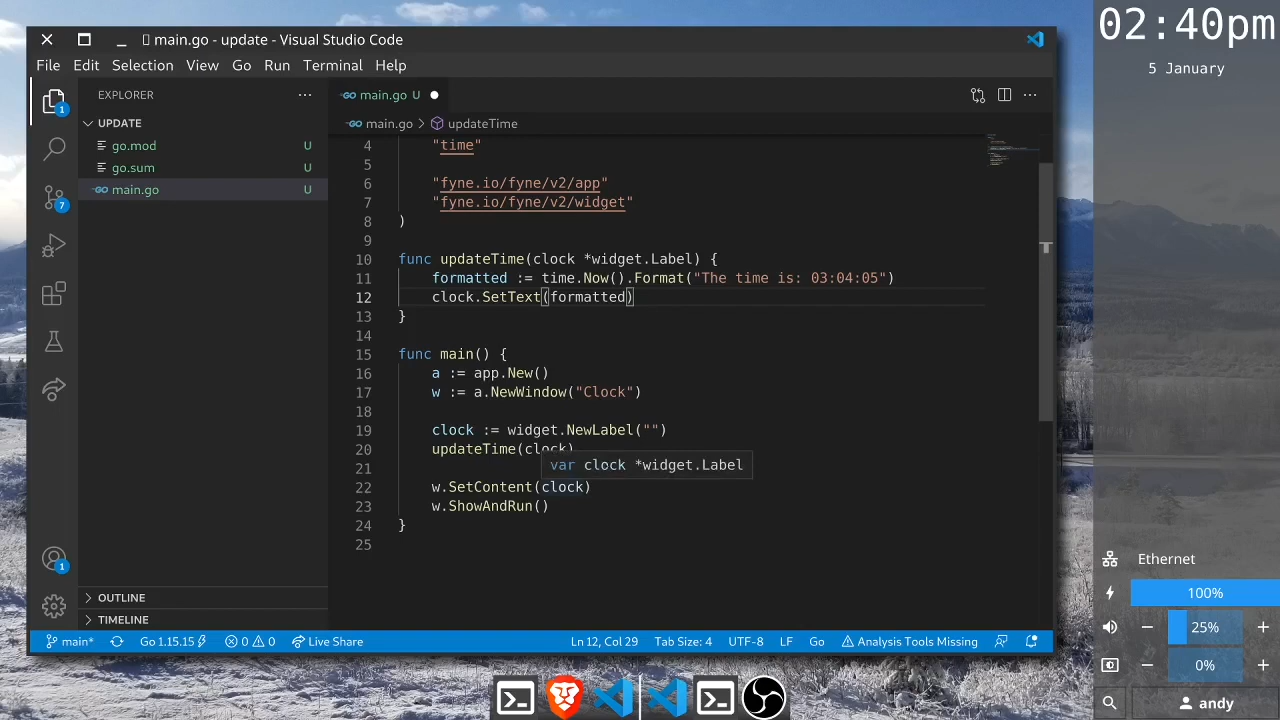 main.go - update - Visual Studio Code
File Edit Selection View Go Run Terminal Help
EXPLORER
UPDATE
go.mod U
go.sum U
main.go U
OUTLINE
TIMELINE
1
7
1
main.go U
main.go > updateTime
4 "time"
5
6 "fyne.io/fyne/v2/app"
7 "fyne.io/fyne/v2/widget"
8 )
9
10 func updateTime(clock *widget.Label) {
11 formatted := time.Now().Format("The time is: 03:04:05")
12 clock.SetText(formatted)
13 }
14
15 func main() {
16 a := app.New()
17 w := a.NewWindow("Clock")
18
19 clock := widget.NewLabel("")
20 updateTime(clock)
21
var clock *widget.Label
22 w.SetContent(clock)
23 w.ShowAndRun()
24 }
25
main* Go 1.15.15 0 0 Live Share Ln 12, Col 29 Tab Size: 4 UTF-8 LF Go Analysis Tools Missing
02:40pm
5 January
Ethernet
100%
25%
0%
andy